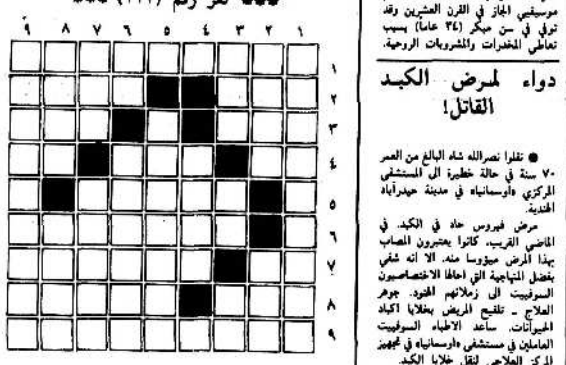 لغز رقم
٩ ٨ ٧ ٦ ٥ ٤ ٣ ٢ ١
١
٢
٣
٤
٥
٦
٧
٨
٩
موسيقيي الجاز في القرن العشرين وقد
توفي في سن مبكر (٣٤ عاما) بسبب
تعاطي المخدرات والمشروبات الروحية.
دواء لمرض الكبد
القاتل!
● نقلوا نصرالله شاه البالغ من العمر
٧٠ سنة في حالة خطيرة الى المستشفى
المركزي «اوسمانيا» في مدينة حيدرآباد
الهندية.
مرض فيروس حاد في الكبد. في
الماضي القريب، كانوا يعتبرون المصاب
بهذا المرض ميؤوسا منه. الا انه شفي
بفضل المنهاجية التي احالها الاختصاصيون
السوفييت الى زملائهم الهنود. جوهر
العلاج ـ تلقيح المريض بخلايا اكباد
الحيوانات. ساعد الاطباء السوفييت
العاملين في مستشفى «اوسمانيا» في تجهيز
المركز العلاجي لنقل خلايا الكبد.